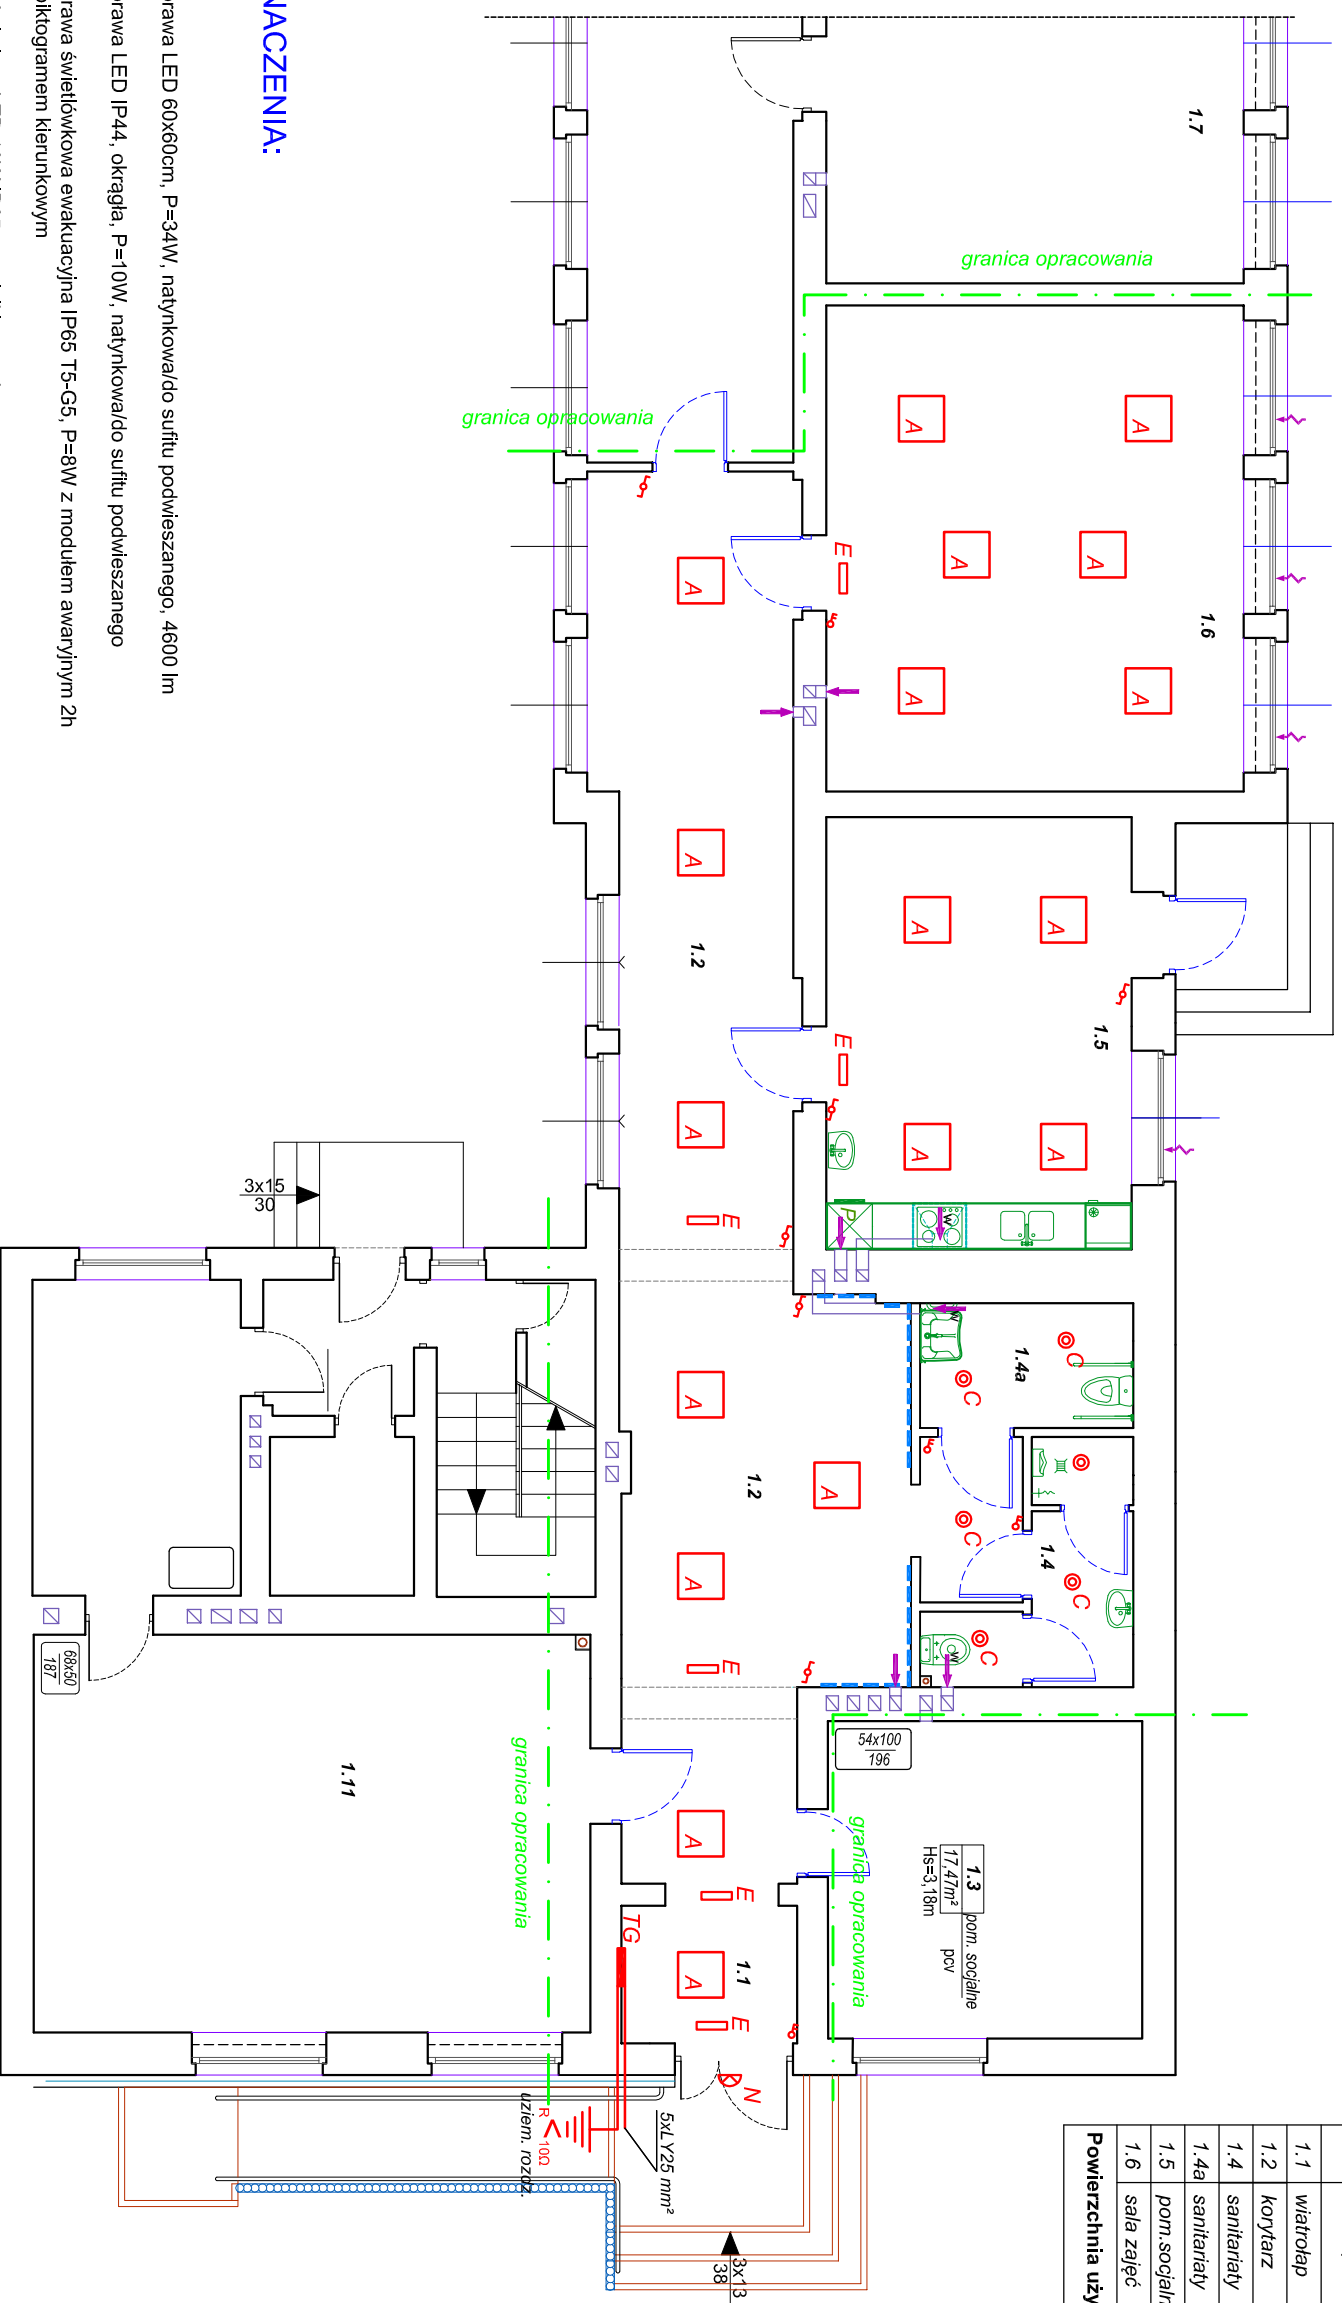 OZNACZENIA:
rawa LED 60x60cm, P=34W, natynkowa/do sufitu podwieszanego, 4600 lm
rawa LED IP44, okrągła, P=10W, natynkowa/do sufitu podwieszanego
rawa świetlówkowa ewakuacyjna IP65 T5-G5, P=8W z modułem awaryjnym 2h
piktogramem kierunkowym
1.7
granica opracowania
granica opracowania
A
A
A
A
1.6
A
A
E
A
A
1.2
A
A
A
1.5
E
A
A
A
P
W
E
3x15
30
W
1.4a
C
C
A
A
1.2
A
C
1.4
C
C
W
E
68x50
187
1.11
granica opracowania
54x100
196
granica opracowania
1.3
17,47m²
Hs=3,18m
pom. socjalne
pcv
A
E
TG
A
1.1
E
N
R
<
10Ω
uziem. rozdz.
5xLY25 mm²
3x13
38
1.1 wiatrołap
1.2 korytarz
1.4 sanitariaty
1.4a sanitariaty
1.5 pom.socjaln
1.6 sala zajęć
Powierzchnia uży